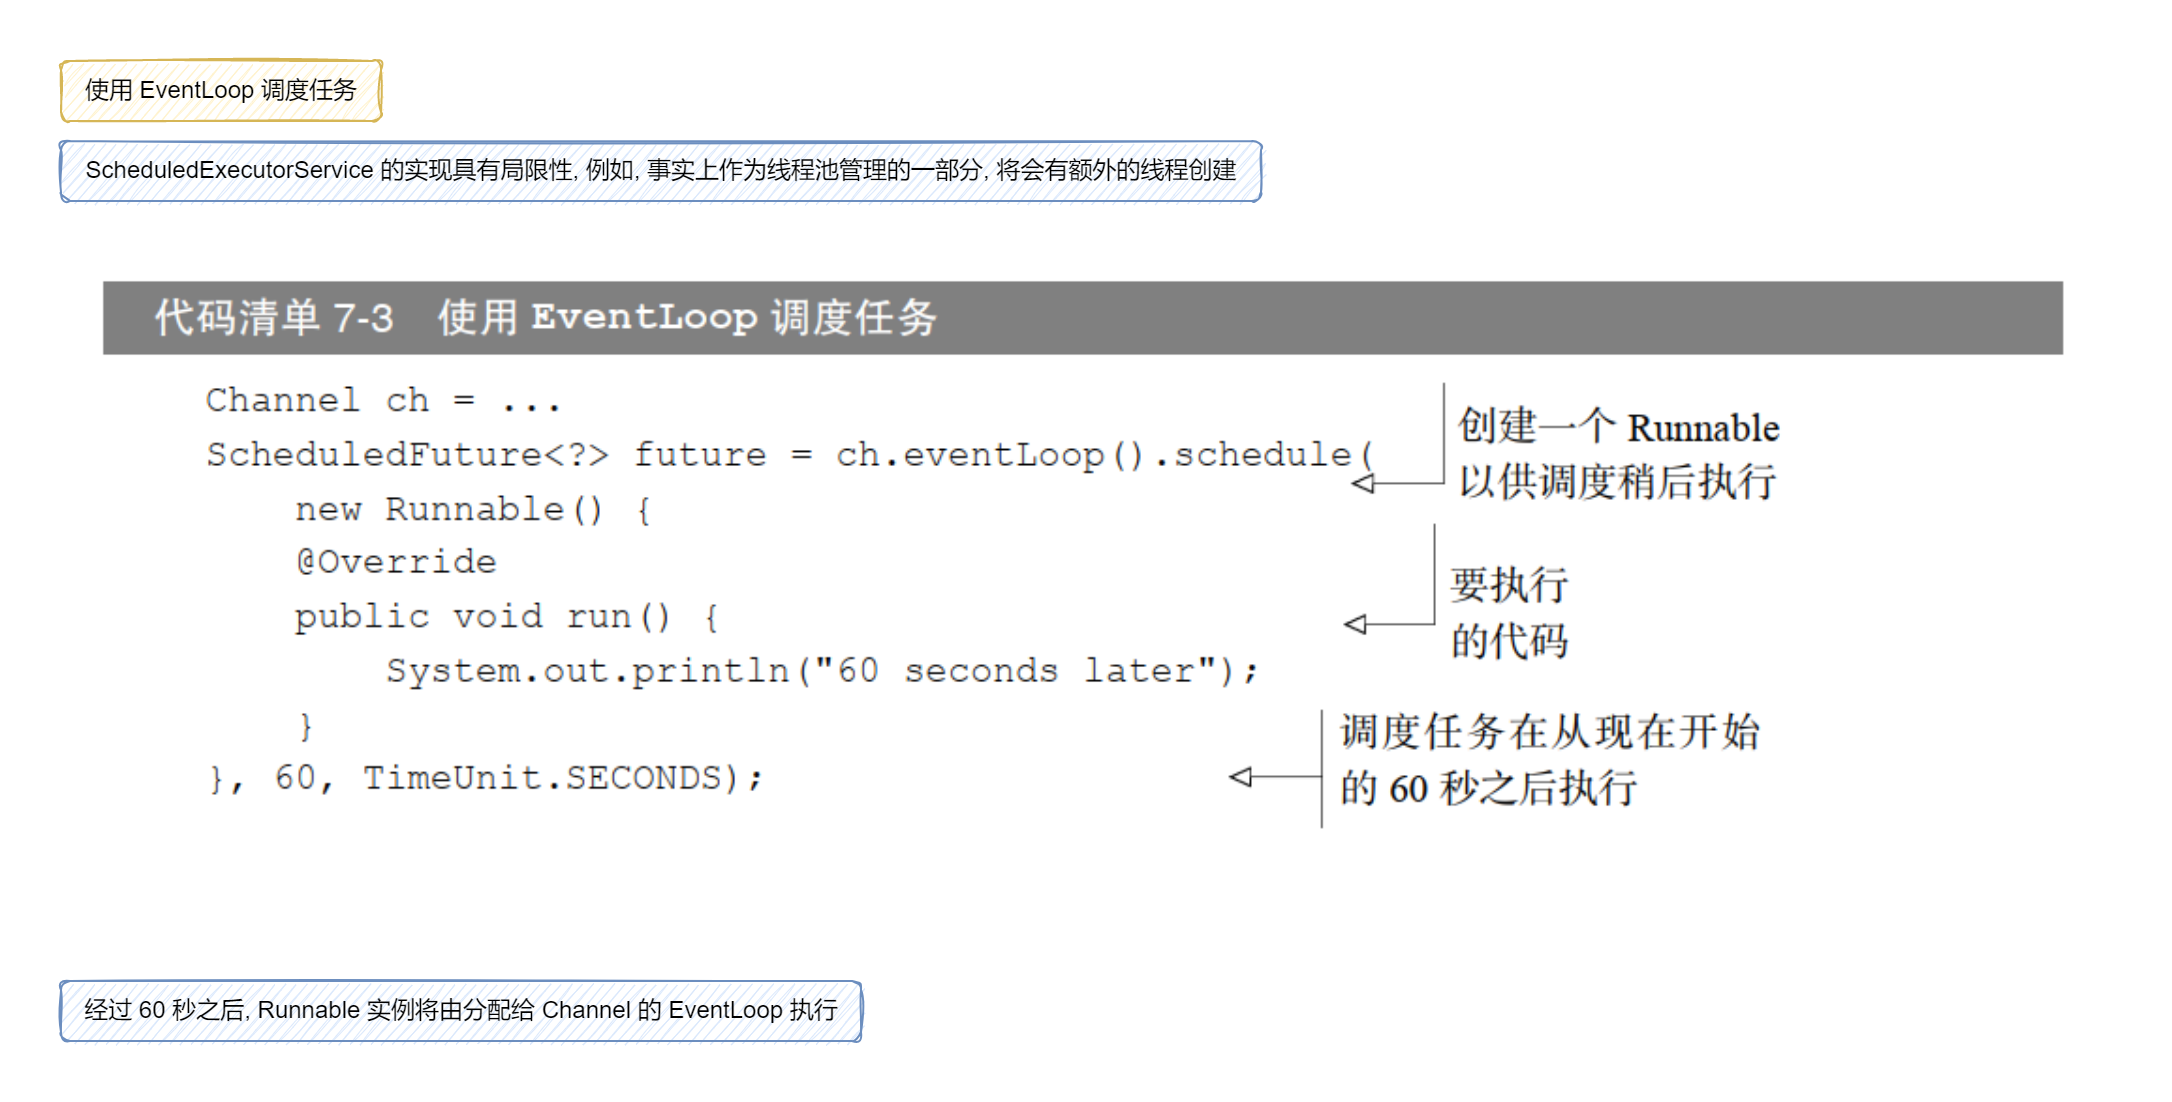 使用 EventLoop 调度任务
ScheduledExecutorService 的实现具有局限性, 例如, 事实上作为线程池管理的一部分, 将会有额外的线程创建
代码清单 7-3 使用 EventLoop 调度任务
Channel ch = ...
ScheduledFuture<?> future = ch.eventLoop().schedule(
创建一个 Runnable
以供调度稍后执行
new Runnable() {
@Override
public void run() {
要执行
的代码
System.out.println("60 seconds later");
}
}, 60, TimeUnit.SECONDS);
调度任务在从现在开始
的 60 秒之后执行
经过 60 秒之后, Runnable 实例将由分配给 Channel 的 EventLoop 执行